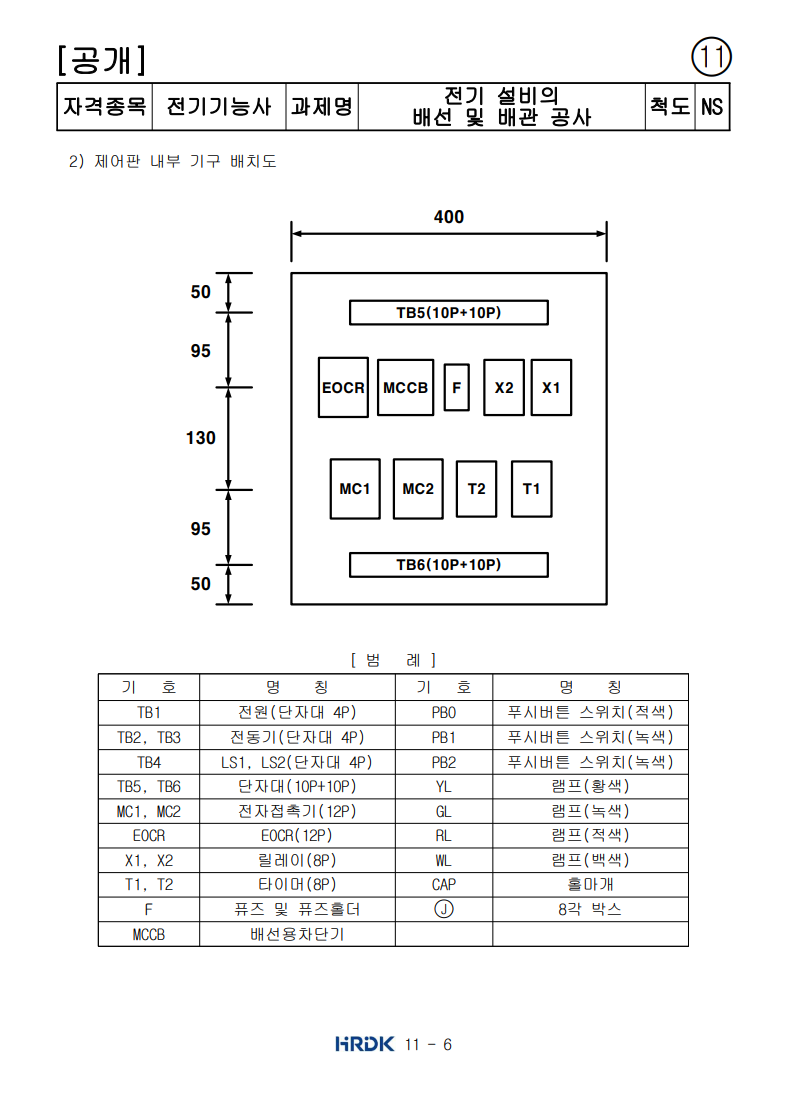 [공개]
11
자격종목 전기기능사 과제명 전기 설비의 배선 및 배관 공사 척도 NS
2) 제어판 내부 기구 배치도
400
50
TB5(10P+10P)
95
EOCR MCCB F X2 X1
130
MC1 MC2 T2 T1
95
TB6(10P+10P)
50
[ 범 례 ]
기 호 명 칭 기 호 명 칭
TB1 전원(단자대 4P) PB0 푸시버튼 스위치(적색)
TB2, TB3 전동기(단자대 4P) PB1 푸시버튼 스위치(녹색)
TB4 LS1, LS2(단자대 4P) PB2 푸시버튼 스위치(녹색)
TB5, TB6 단자대(10P+10P) YL 램프(황색)
MC1, MC2 전자접촉기(12P) GL 램프(녹색)
EOCR EOCR(12P) RL 램프(적색)
X1, X2 릴레이(8P) WL 램프(백색)
T1, T2 타이머(8P) CAP 홀마개
F 퓨즈 및 퓨즈홀더 J 8각 박스
MCCB 배선용차단기
HRDK 11 - 6